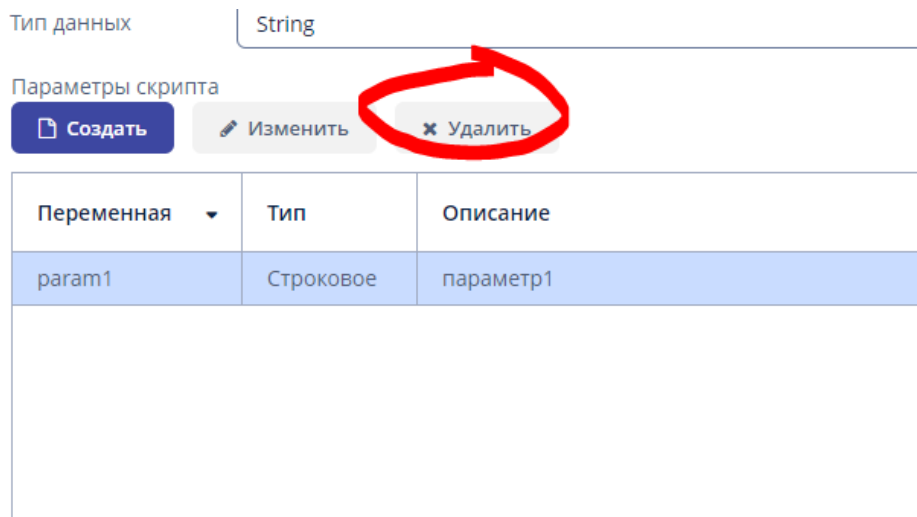 Тип данных String
Параметры скрипта
Создать Изменить Удалить
Переменная Тип Описание
param1 Строковое параметр1